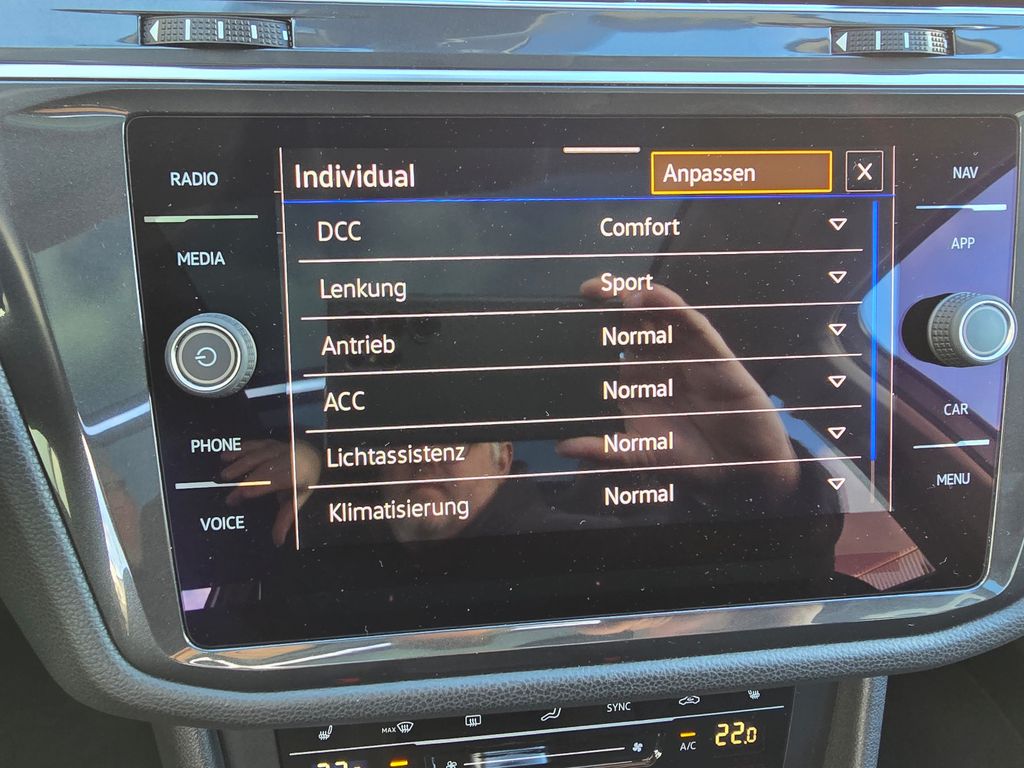 RADIO
MEDIA
PHONE
VOICE
Individual
Anpassen
X
DCC Comfort
Lenkung Sport
Antrieb Normal
ACC Normal
Lichtassistenz Normal
Klimatisierung Normal
NAV
APP
CAR
MENU
MAX
SYNC
A/C
22.0